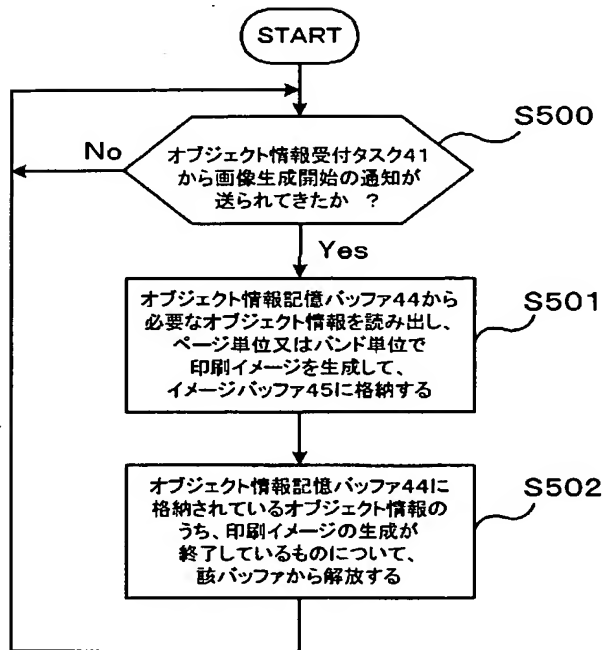 START
S500
No
オブジェクト情報受付タスク41
から画像生成開始の通知が
送られてきたか ?
Yes
S501
オブジェクト情報記憶バッファ44から
必要なオブジェクト情報を読み出し、
ページ単位又はバンド単位で
印刷イメージを生成して、
イメージバッファ45に格納する
S502
オブジェクト情報記憶バッファ44に
格納されているオブジェクト情報の
うち、印刷イメージの生成が
終了しているものについて、
該バッファから解放する